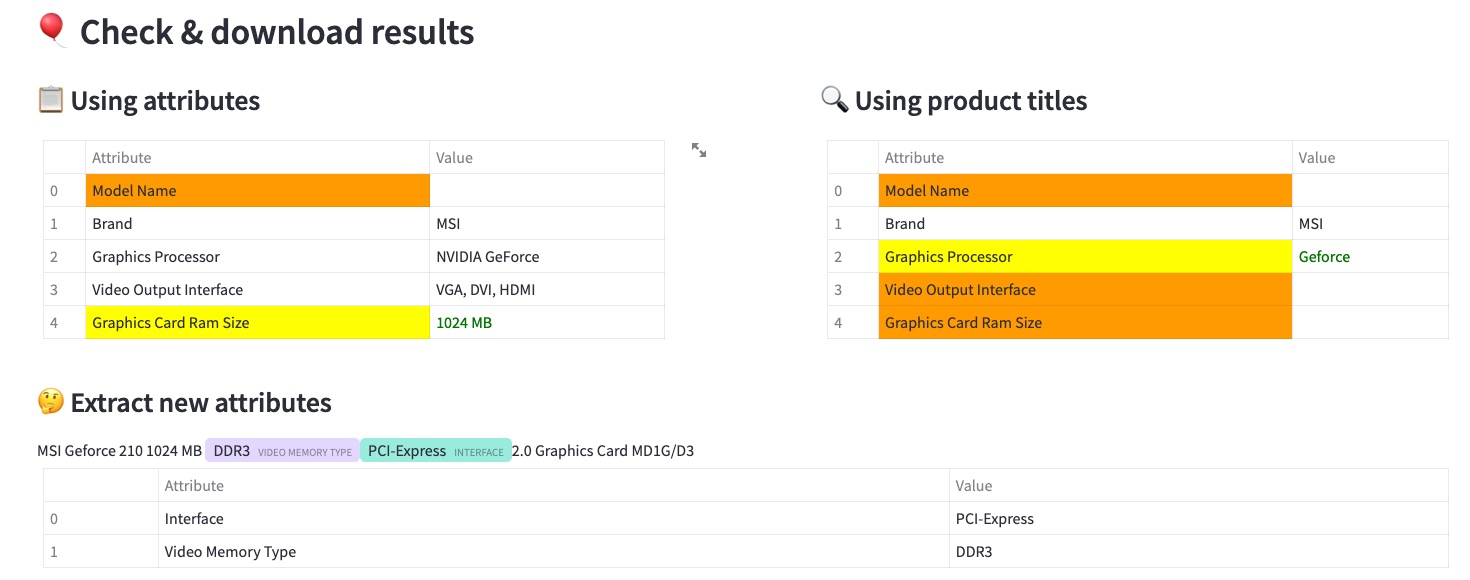 🎈 Check & download results
📋 Using attributes
Attribute Value
0 Model Name
1 Brand MSI
2 Graphics Processor NVIDIA GeForce
3 Video Output Interface VGA, DVI, HDMI
4 Graphics Card Ram Size 1024 MB
🔍 Using product titles
Attribute Value
0 Model Name
1 Brand MSI
2 Graphics Processor Geforce
3 Video Output Interface
4 Graphics Card Ram Size
🤔 Extract new attributes
MSI Geforce 210 1024 MB DDR3 VIDEO MEMORY TYPE PCI-Express INTERFACE 2.0 Graphics Card MD1G/D3
Attribute Value
0 Interface PCI-Express
1 Video Memory Type DDR3